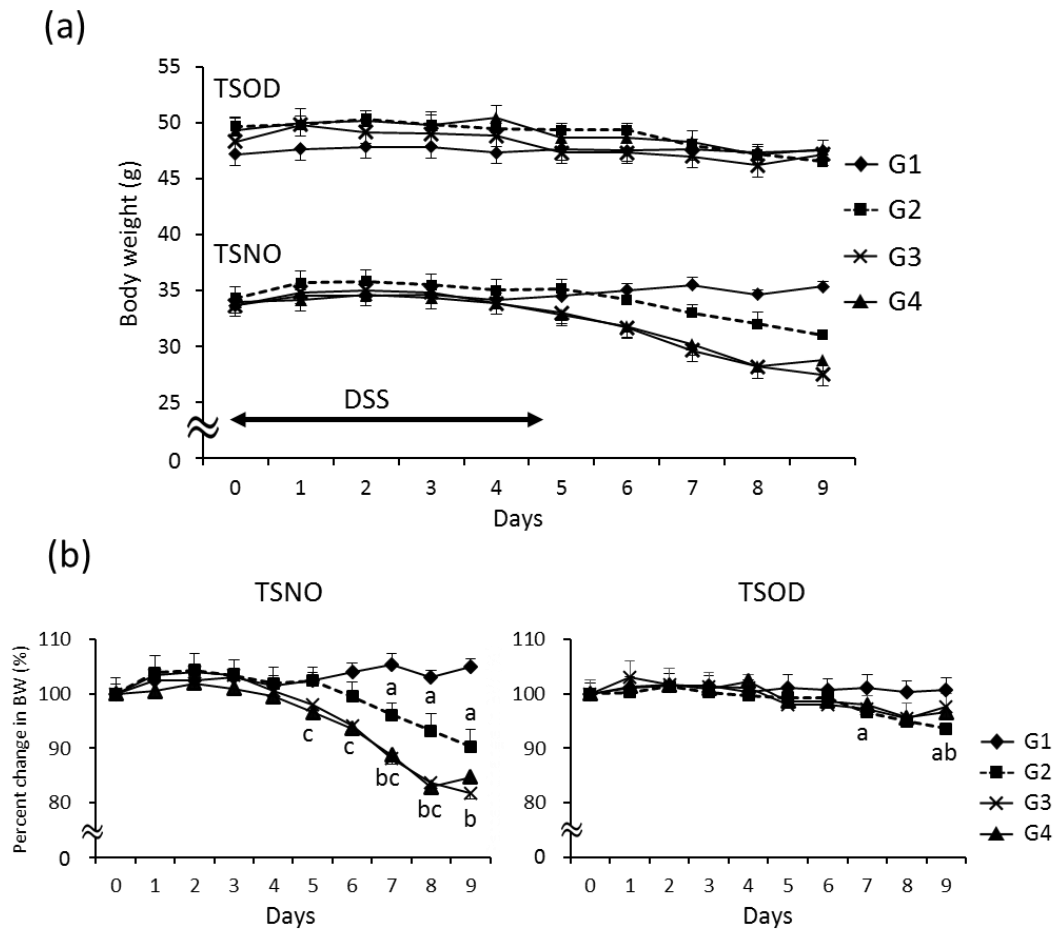 (a)
55
50
45
40
35
30
25
0
Body weight (g)
TSOD
TSNO
DSS
0 1 2 3 4 5 6 7 8 9
Days
G1
G2
G3
G4
(b)
TSNO
110
100
90
80
0
Percent change in BW (%)
a a a
c c bc bc b
0 1 2 3 4 5 6 7 8 9
Days
TSOD
110
100
90
80
0
a ab
0 1 2 3 4 5 6 7 8 9
Days
G1
G2
G3
G4